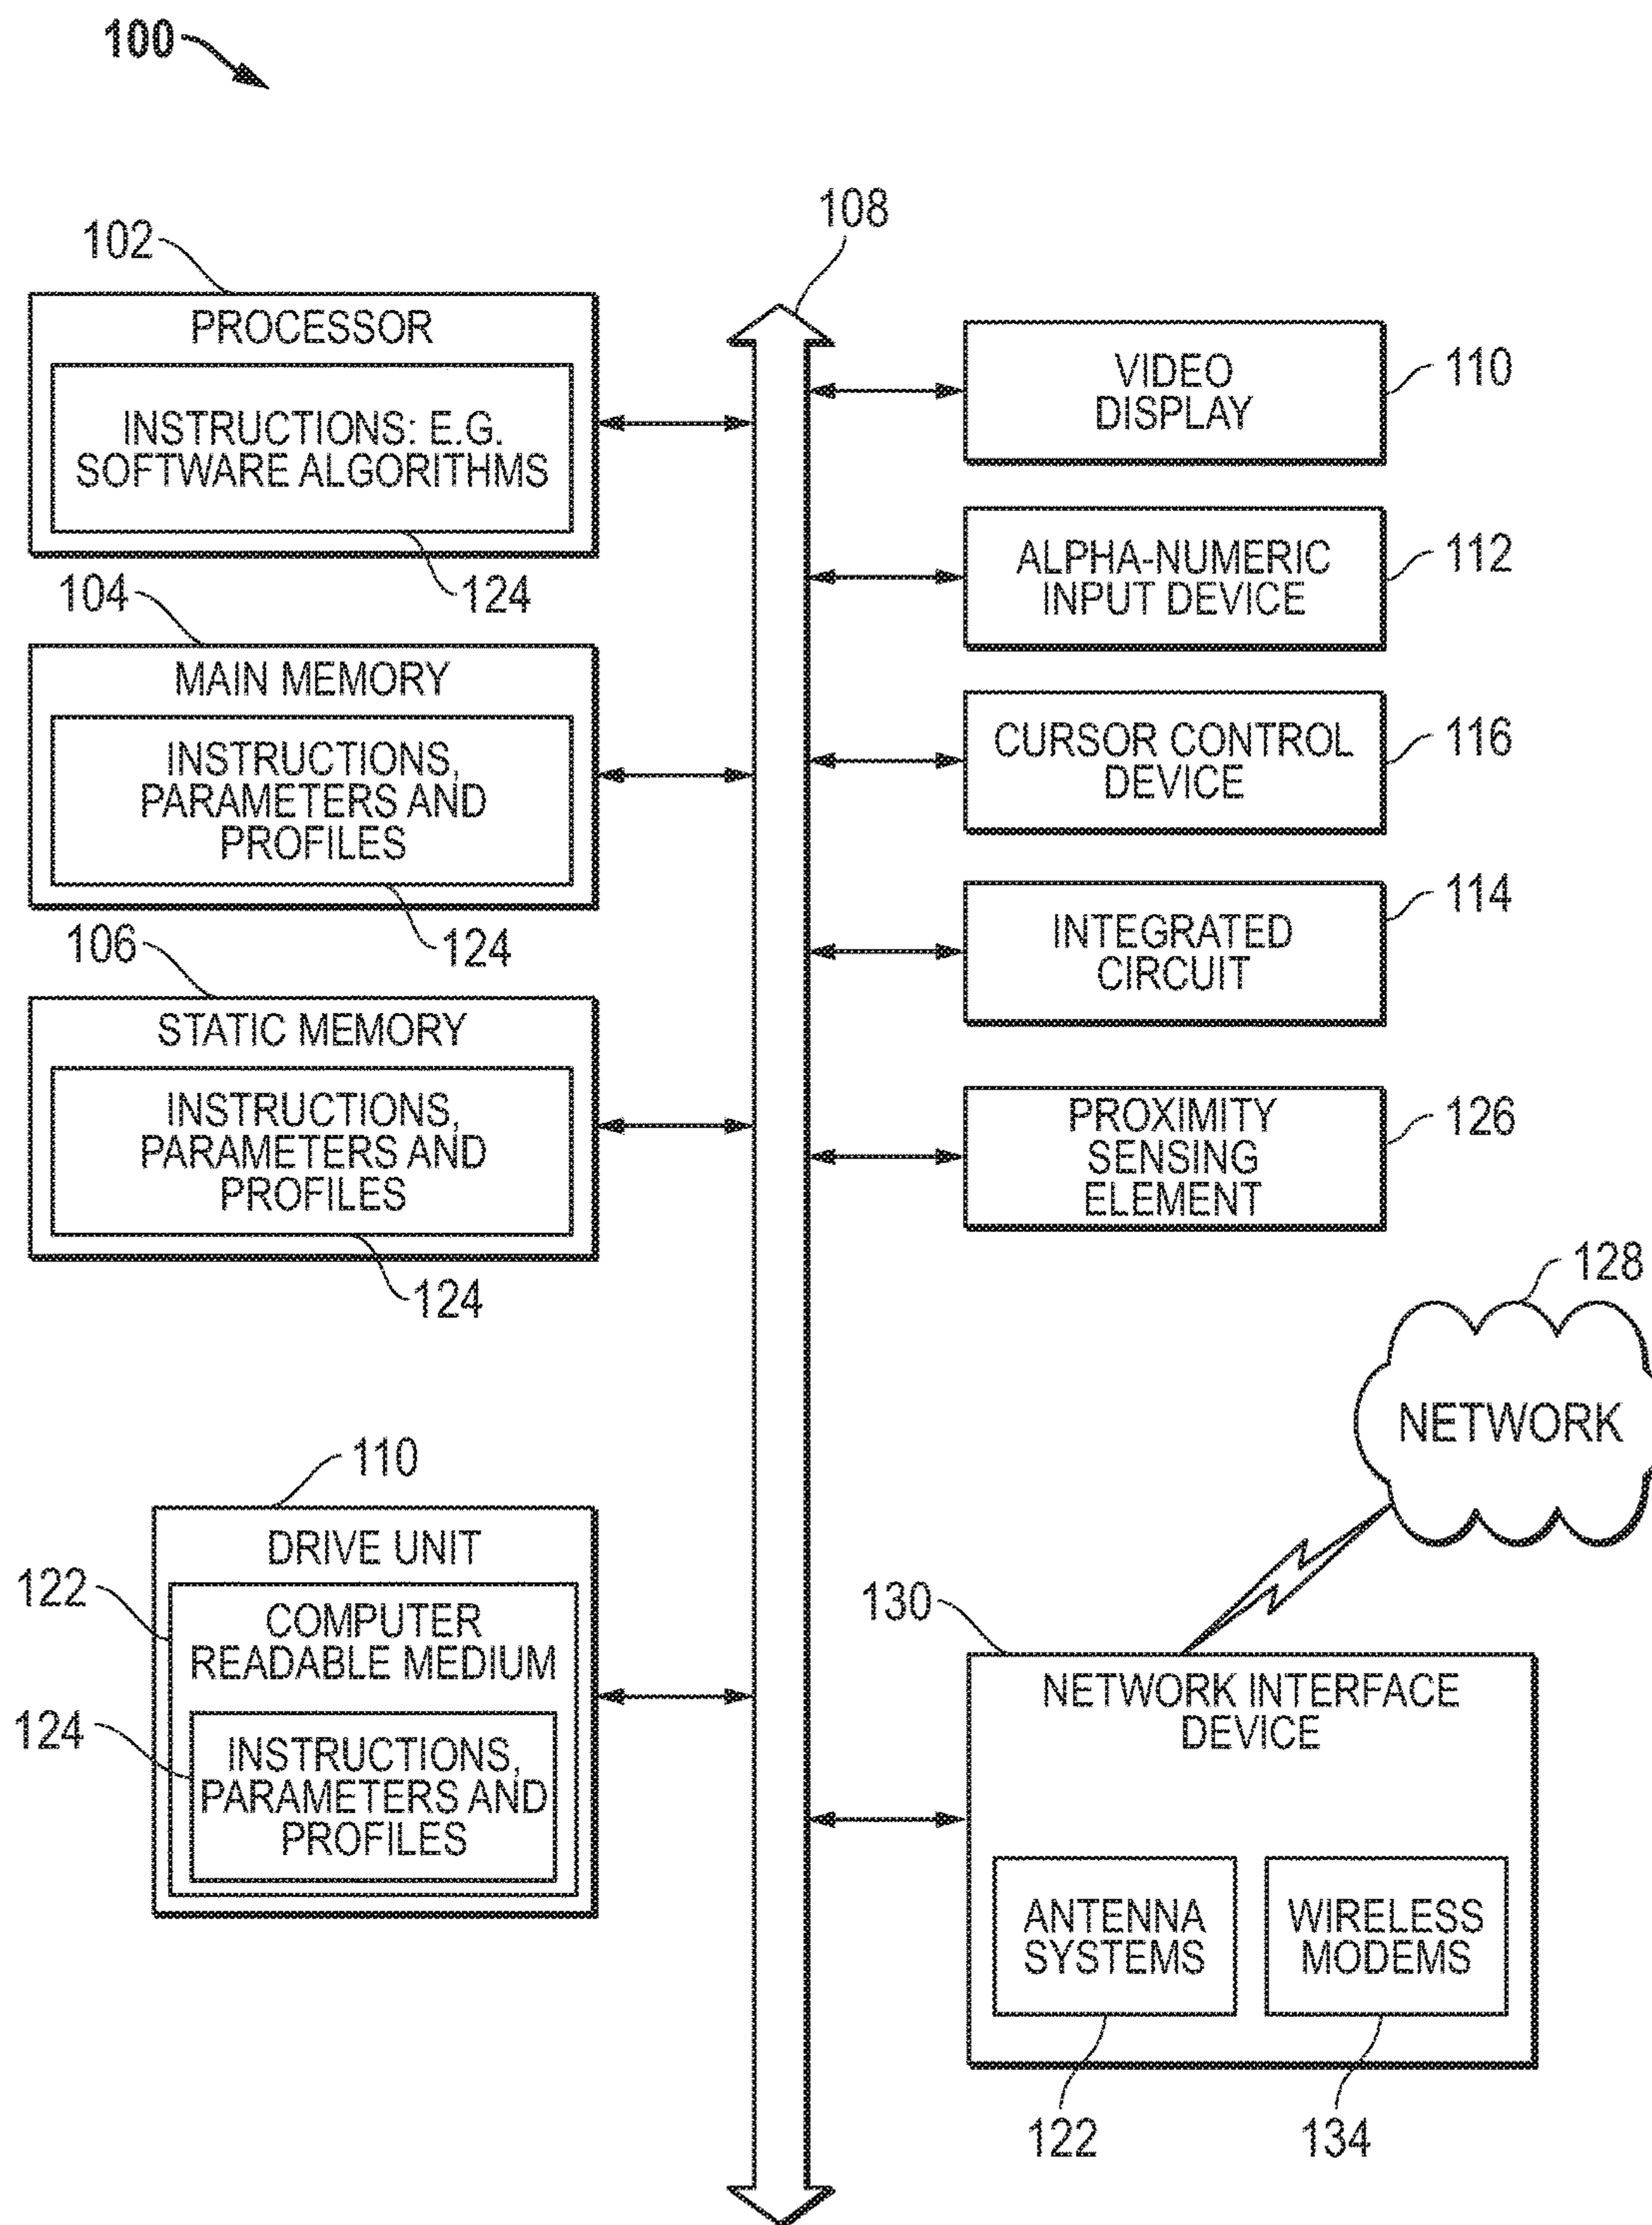 100
108
102
PROCESSOR
INSTRUCTIONS: E.G.
SOFTWARE ALGORITHMS
124
104
MAIN MEMORY
INSTRUCTIONS,
PARAMETERS AND
PROFILES
124
106
STATIC MEMORY
INSTRUCTIONS,
PARAMETERS AND
PROFILES
124
110
DRIVE UNIT
122
COMPUTER
READABLE MEDIUM
124
INSTRUCTIONS,
PARAMETERS AND
PROFILES
VIDEO
DISPLAY
110
ALPHA-NUMERIC
INPUT DEVICE
112
CURSOR CONTROL
DEVICE
116
INTEGRATED
CIRCUIT
114
PROXIMITY
SENSING
ELEMENT
126
128
NETWORK
130
NETWORK INTERFACE
DEVICE
ANTENNA
SYSTEMS
WIRELESS
MODEMS
122
134